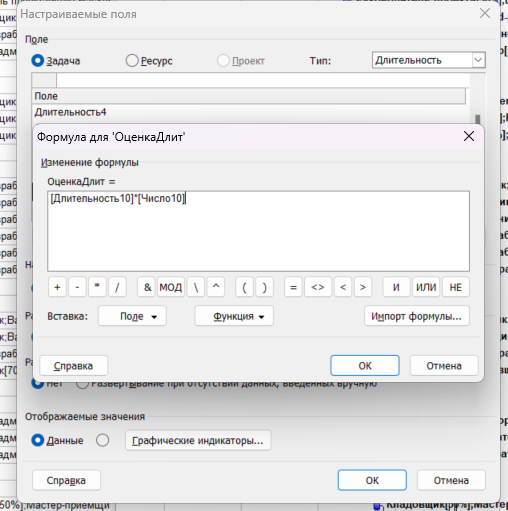 Настраиваемые поля
Поле
Задача Ресурс Проект Тип: Длительность
Поле
Длительность4
Формула для 'ОценкаДлит'
Изменение формулы
ОценкаДлит =
[Длительность10]*[Число10]
+ - * / & МОД \ ^ ( ) = <> < > И ИЛИ НЕ
Вставка: Поле Функция Импорт формулы...
Справка ОК Отмена
Нет Развертывание при отсутствии данных, введенных вручную
Отображаемые значения
Данные Графические индикаторы...
Справка ОК Отмена
50%];Мастер-приемщи